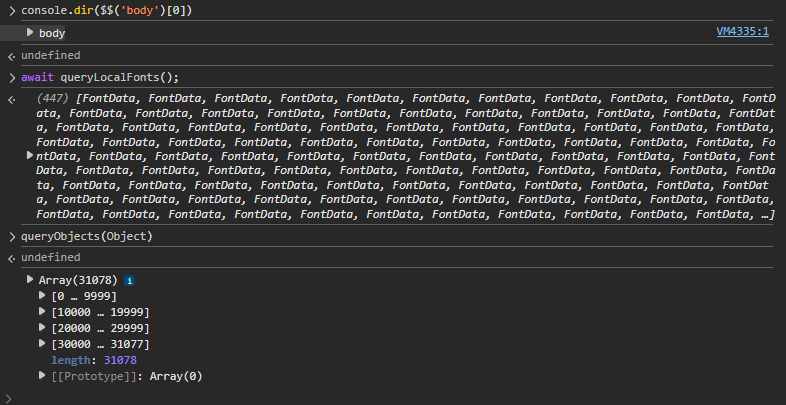 console.dir($$('body')[0])
body VM4335:1
undefined
await queryLocalFonts();
(447) [FontData, FontData, FontData, FontData, FontData, FontData, FontData, FontData, FontData, FontData, FontD
ata, FontData, FontData, FontData, FontData, FontData, FontData, FontData, FontData, FontData, FontData, FontDat
a, FontData, FontData, FontData, FontData, FontData, FontData, FontData, FontData, FontData, FontData, FontData,
FontData, FontData, FontData, FontData, FontData, FontData, FontData, FontData, FontData, FontData, FontData, Fo
ntData, FontData, FontData, FontData, FontData, FontData, FontData, FontData, FontData, FontData, FontData, Font
Data, FontData, FontData, FontData, FontData, FontData, FontData, FontData, FontData, FontData, FontData, FontDa
ta, FontData, FontData, FontData, FontData, FontData, FontData, FontData, FontData, FontData, FontData, FontData
, FontData, FontData, FontData, FontData, FontData, FontData, FontData, FontData, FontData, FontData, FontData,
FontData, FontData, FontData, FontData, FontData, FontData, FontData, FontData, FontData, FontData, FontData, …]
queryObjects(Object)
undefined
Array(31078) i
[0 … 9999]
[10000 … 19999]
[20000 … 29999]
[30000 … 31077]
length: 31078
[[Prototype]]: Array(0)